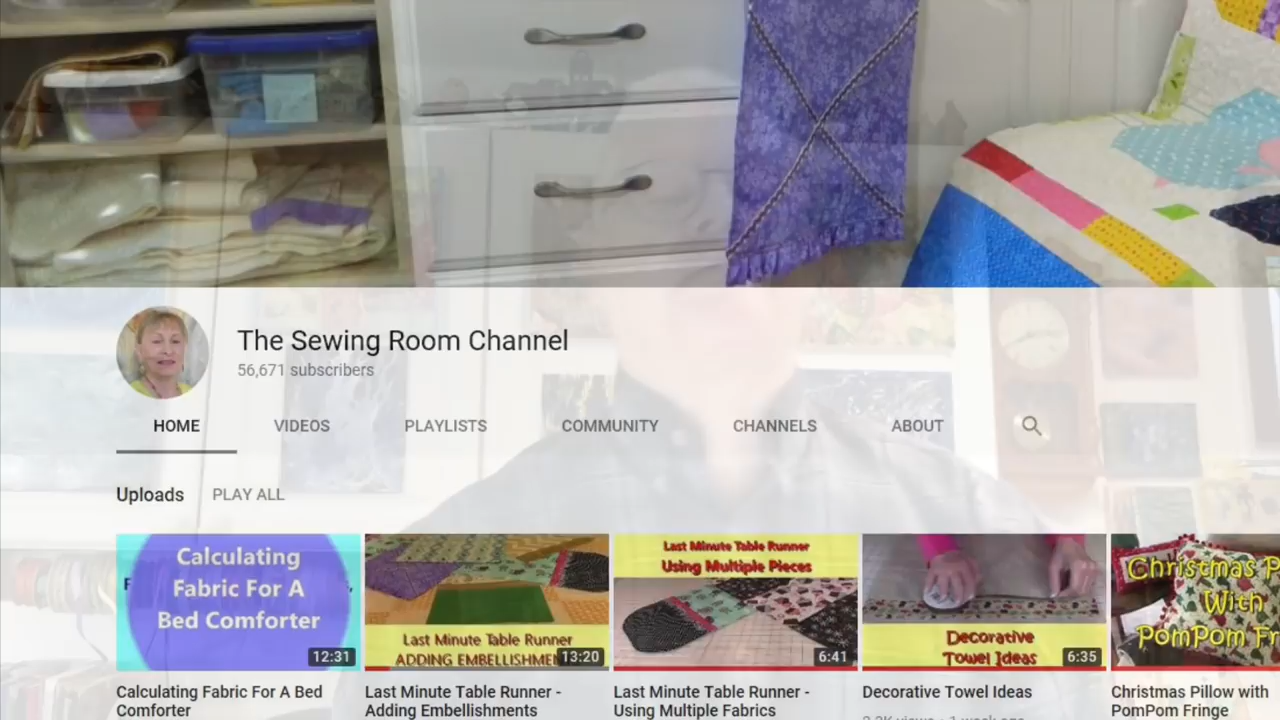 The Sewing Room Channel
56,671 subscribers
HOME VIDEOS PLAYLISTS COMMUNITY CHANNELS ABOUT
Uploads PLAY ALL
Calculating
Fabric For A
Bed Comforter
12:31
Last Minute Table Runner
ADDING EMBELLISHMEN
13:20
Last Minute Table Runner
Using Multiple Pieces
6:41
Decorative
Towel Ideas
6:35
Christmas P
With
PomPom Fr
Calculating Fabric For A Bed
Comforter
Last Minute Table Runner -
Adding Embellishments
Last Minute Table Runner -
Using Multiple Fabrics
Decorative Towel Ideas
Christmas Pillow with
PomPom Fringe